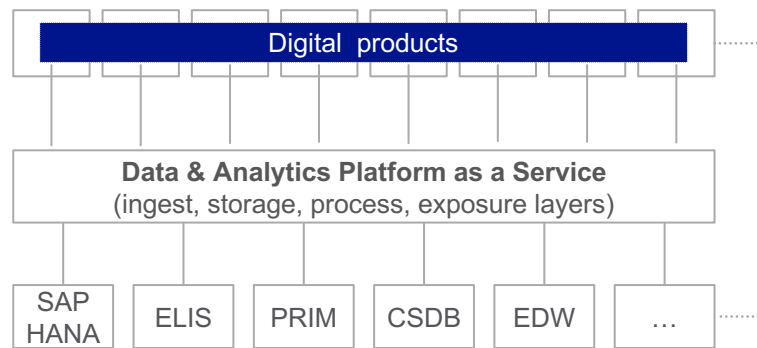 Digital products
Data & Analytics Platform as a Service
(ingest, storage, process, exposure layers)
SAP
HANA
ELIS
PRIM
CSDB
EDW
…